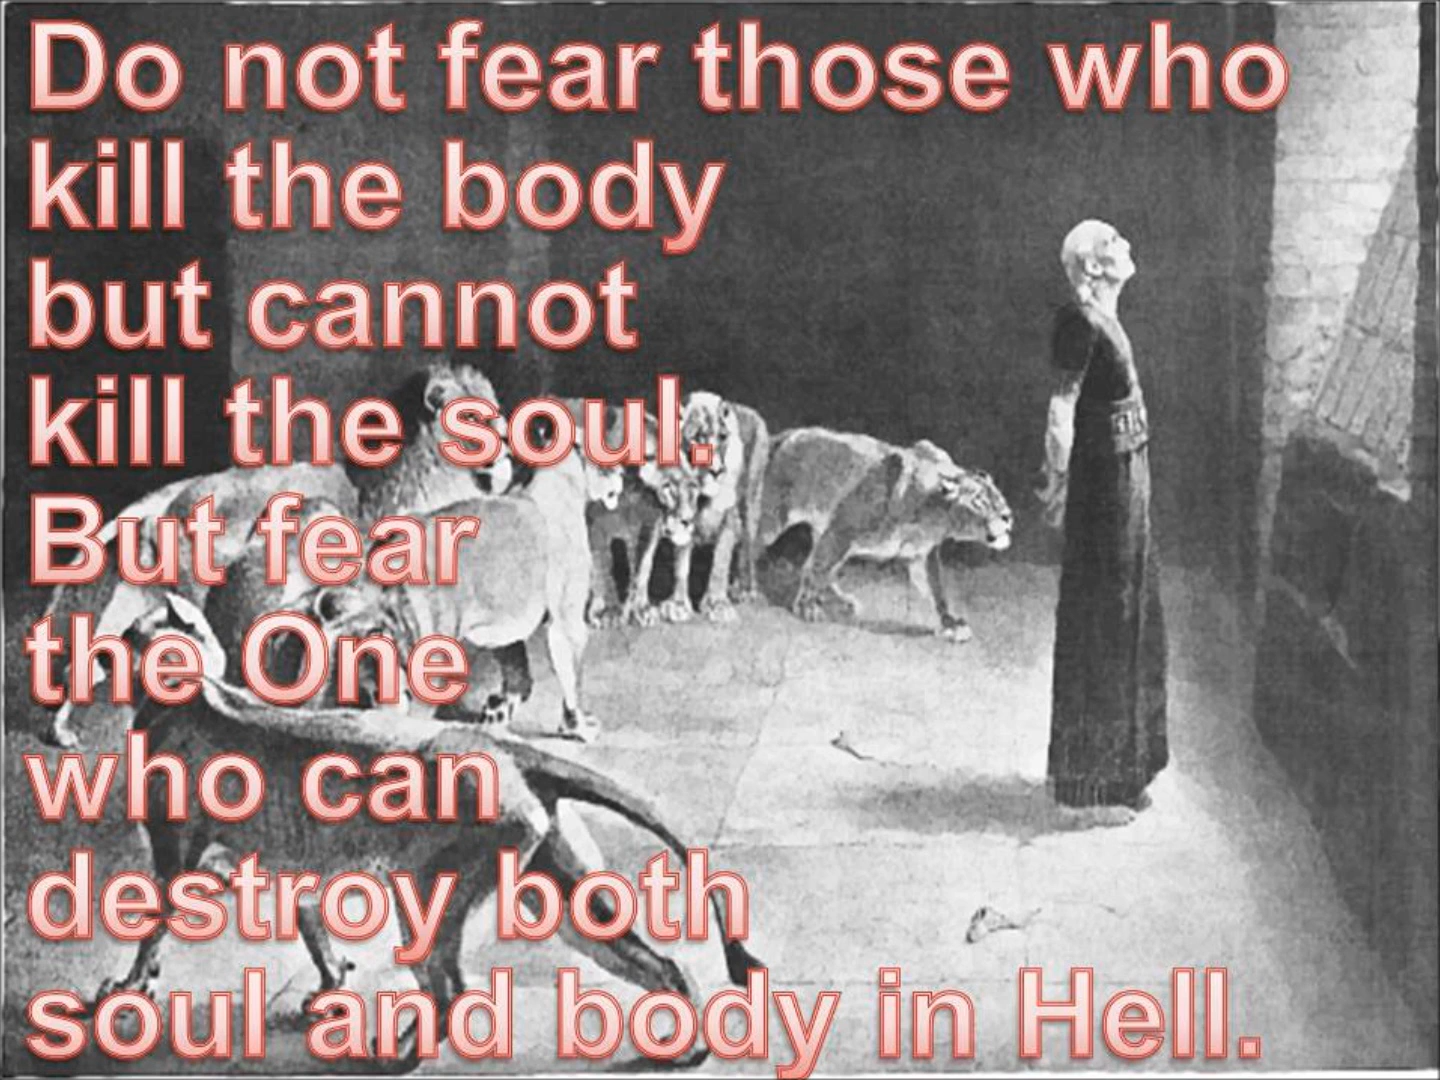 Do not fear those who
kill the body
but cannot
kill the soul.
But fear
the One
who can
destroy both
soul and body in Hell.